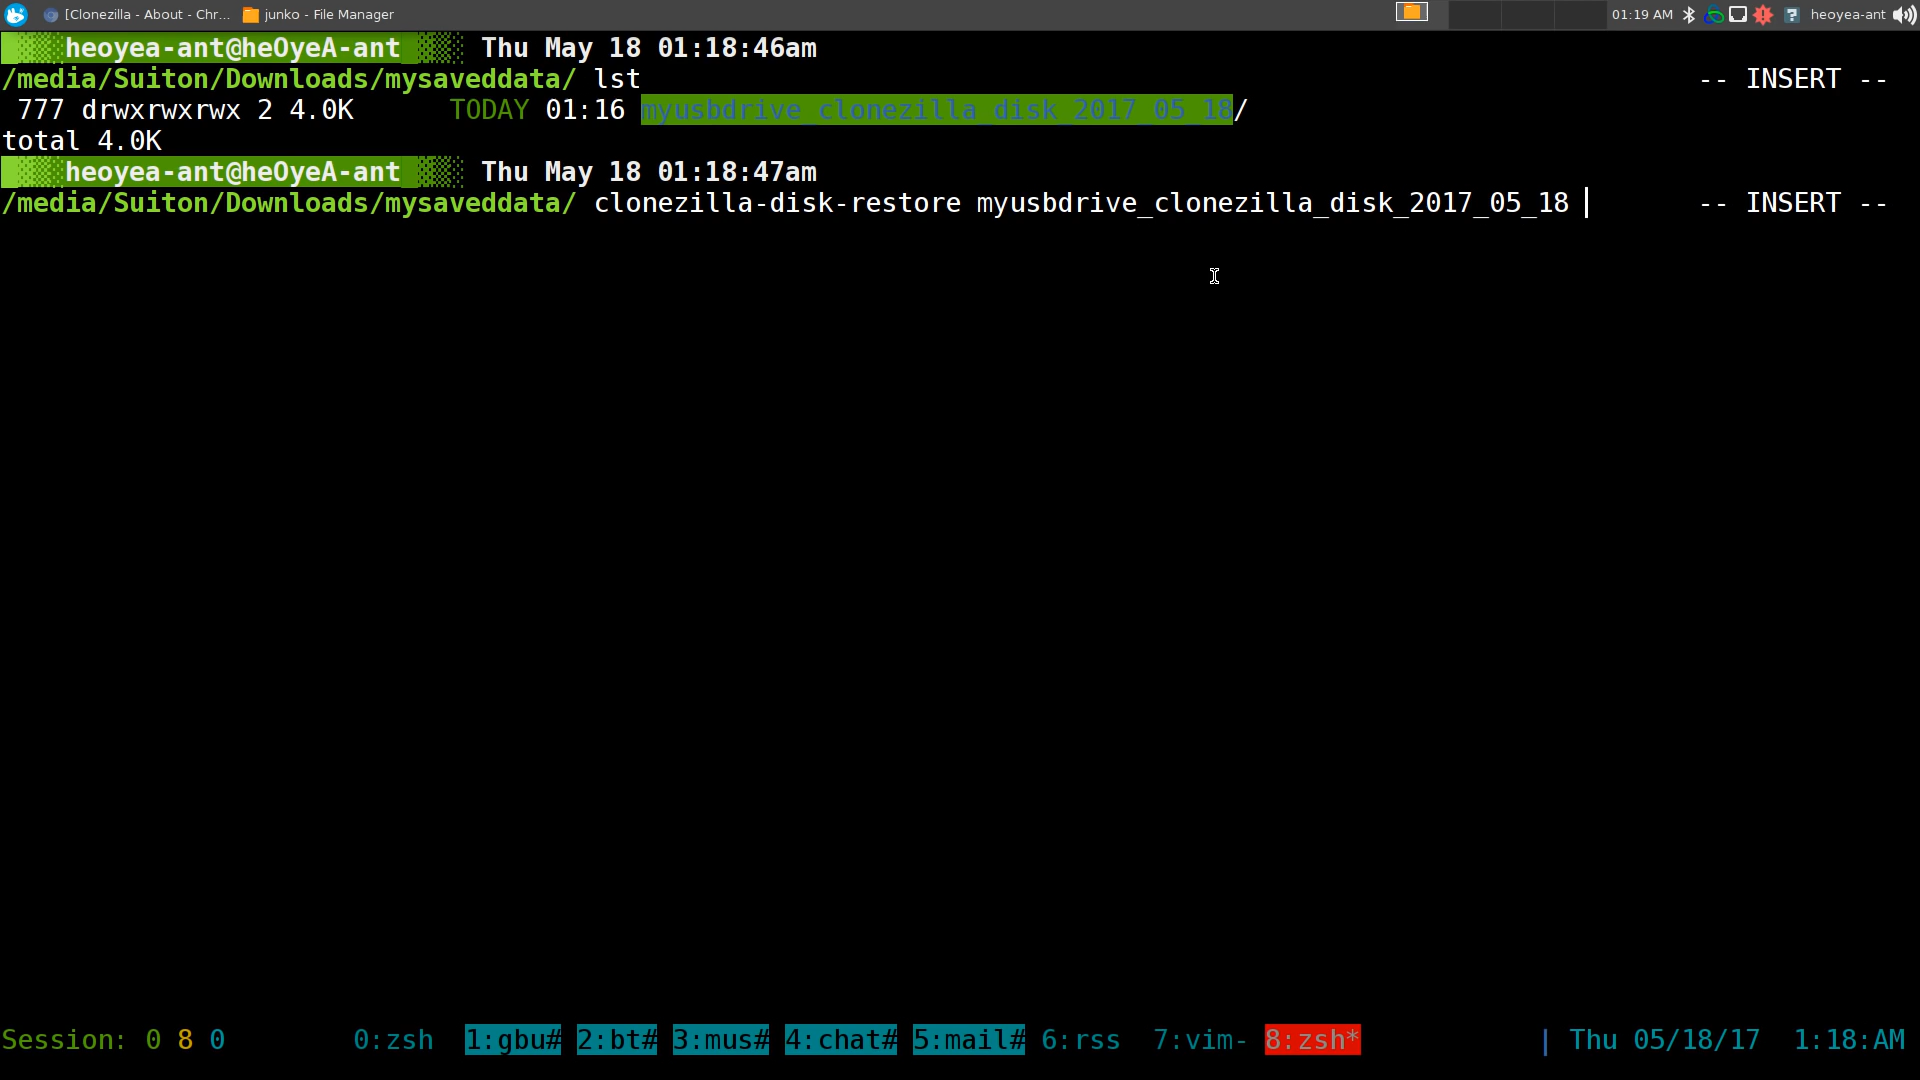 [Clonezilla - About - Chr... junko - File Manager 01:19 AM heoyea-ant
heoyea-ant@heOyeA-ant Thu May 18 01:18:46am
/media/Suiton/Downloads/mysaveddata/ lst -- INSERT --
777 drwxrwxrwx 2 4.0K TODAY 01:16 myusbdrive_clonezilla_disk_2017_05_18/
total 4.0K
heoyea-ant@heOyeA-ant Thu May 18 01:18:47am
/media/Suiton/Downloads/mysaveddata/ clonezilla-disk-restore myusbdrive_clonezilla_disk_2017_05_18 -- INSERT --
Session: 0 8 0 0:zsh 1:gbu# 2:bt# 3:mus# 4:chat# 5:mail# 6:rss 7:vim- 8:zsh* | Thu 05/18/17 1:18:AM